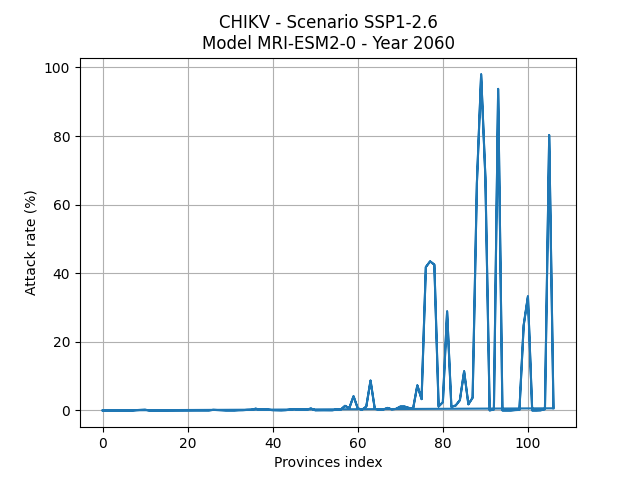 CHIKV - Scenario SSP1-2.6
Model MRI-ESM2-0 - Year 2060
100
80
60
40
20
0
Attack rate (%)
0 20 40 60 80 100
Provinces index